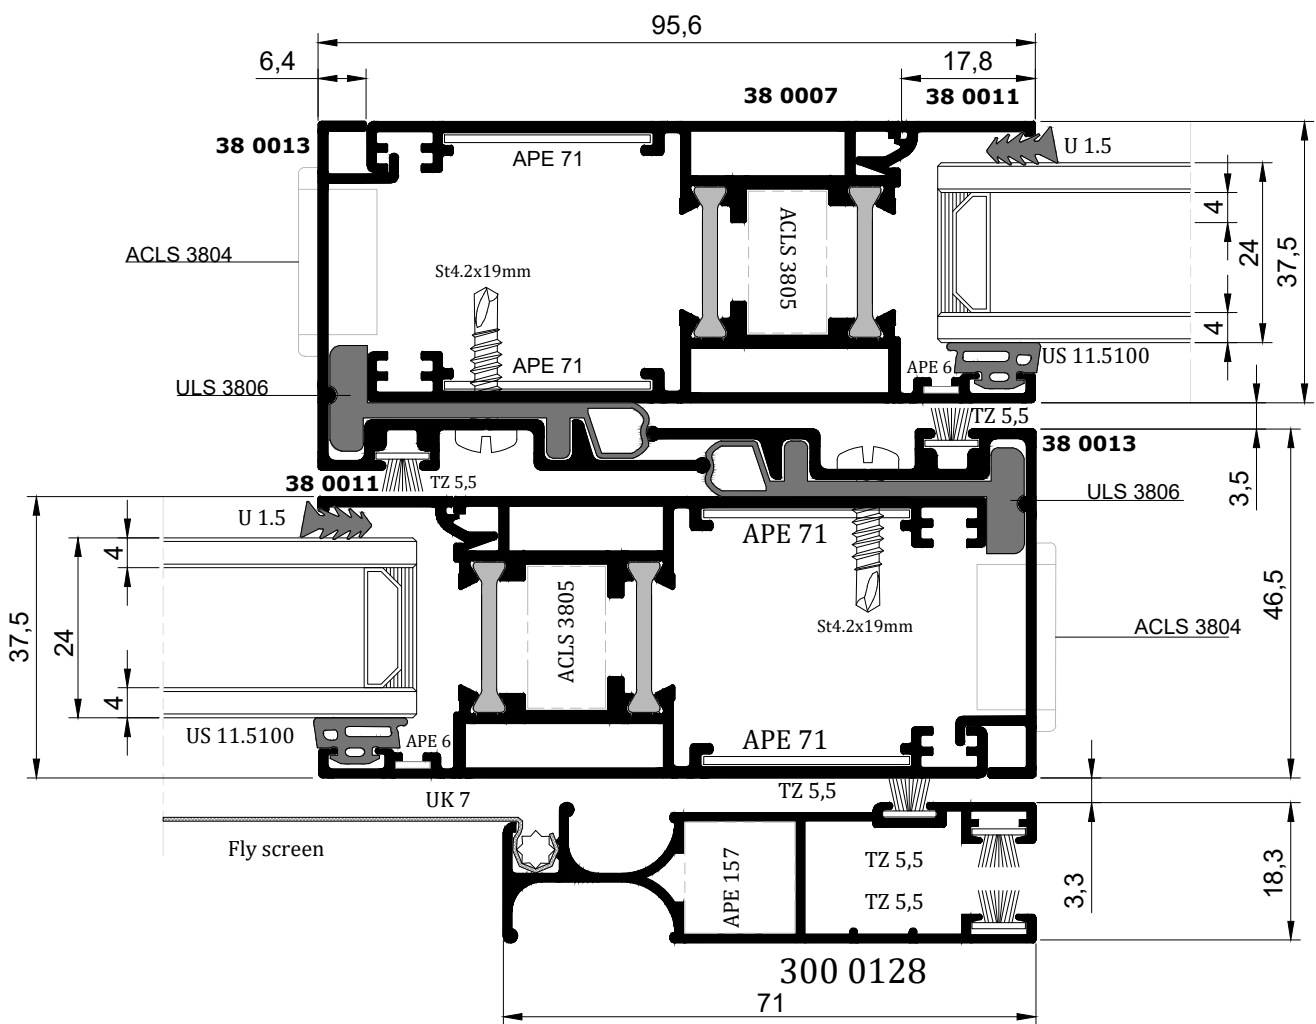 95,6
6,4
17,8
38 0007
38 0011
38 0013
APE 71
U 1.5
4
24
37,5
ACLS 3804
ACLS 3805
St4.2x19mm
4
APE 71
APE 6
US 11.5100
ULS 3806
TZ 5,5
38 0013
38 0011
TZ 5,5
ULS 3806
3,5
U 1.5
APE 71
4
ACLS 3805
St4.2x19mm
46,5
37,5
24
ACLS 3804
4
US 11.5100
APE 6
APE 71
UK 7
TZ 5,5
Fly screen
APE 157
TZ 5,5
TZ 5,5
3,3
18,3
300 0128
71